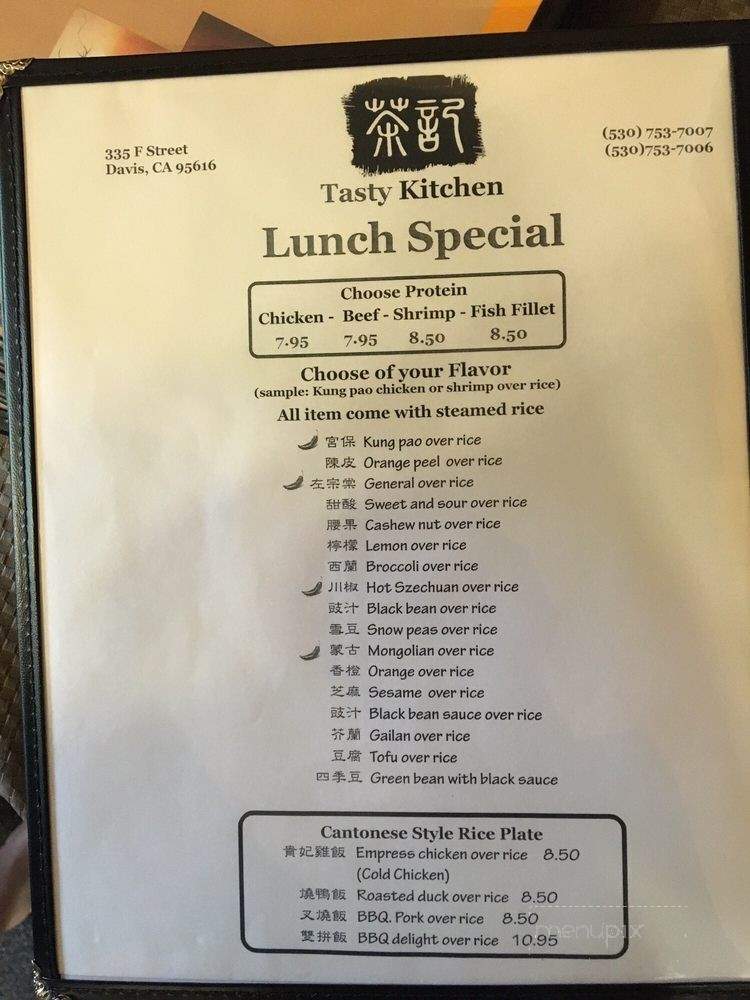 茶記
335 F Street
Davis, CA 95616
(530) 753-7007
(530)753-7006
Tasty Kitchen
Lunch Special
Choose Protein
Chicken - Beef - Shrimp - Fish Fillet
7.95 7.95 8.50 8.50
Choose of your Flavor
(sample: Kung pao chicken or shrimp over rice)
All item come with steamed rice
宮保 Kung pao over rice
陳皮 Orange peel over rice
左宗棠 General over rice
甜酸 Sweet and sour over rice
腰果 Cashew nut over rice
檸檬 Lemon over rice
西蘭 Broccoli over rice
川椒 Hot Szechuan over rice
豉汁 Black bean over rice
雪豆 Snow peas over rice
蒙古 Mongolian over rice
香橙 Orange over rice
芝麻 Sesame over rice
豉汁 Black bean sauce over rice
芥蘭 Gailan over rice
豆腐 Tofu over rice
四季豆 Green bean with black sauce
Cantonese Style Rice Plate
貴妃雞飯 Empress chicken over rice 8.50
(Cold Chicken)
燒鴨飯 Roasted duck over rice 8.50
叉燒飯 BBQ. Pork over rice 8.50
雙拼飯 BBQ delight over rice 10.95
menupix